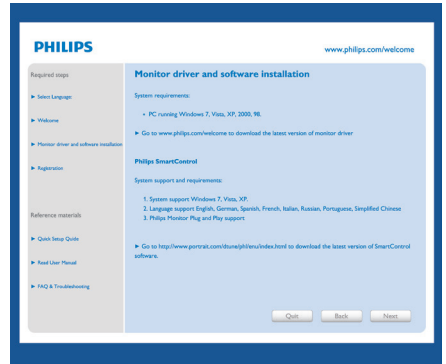 PHILIPS
www.philips.com/welcome
Required steps
► Select Language
► Welcome
► Monitor driver and software installation
► Registration
Reference materials
► Quick Setup Guide
► Read User Manual
► FAQ & Troubleshooting
Monitor driver and software installation
System requirements:
• PC running Windows 7, Vista, XP, 2000, 98.
► Go to www.philips.com/welcome to download the latest version of monitor driver
Philips SmartControl
System support and requirements:
1. System support Windows 7, Vista, XP.
2. Language support English, German, Spanish, French, Italian, Russian, Portuguese, Simplified Chinese
3. Philips Monitor Plug and Play support
► Go to http://www.portrait.com/dtune/phl/enu/index.html to download the latest version of SmartControl
software.
Quit
Back
Next